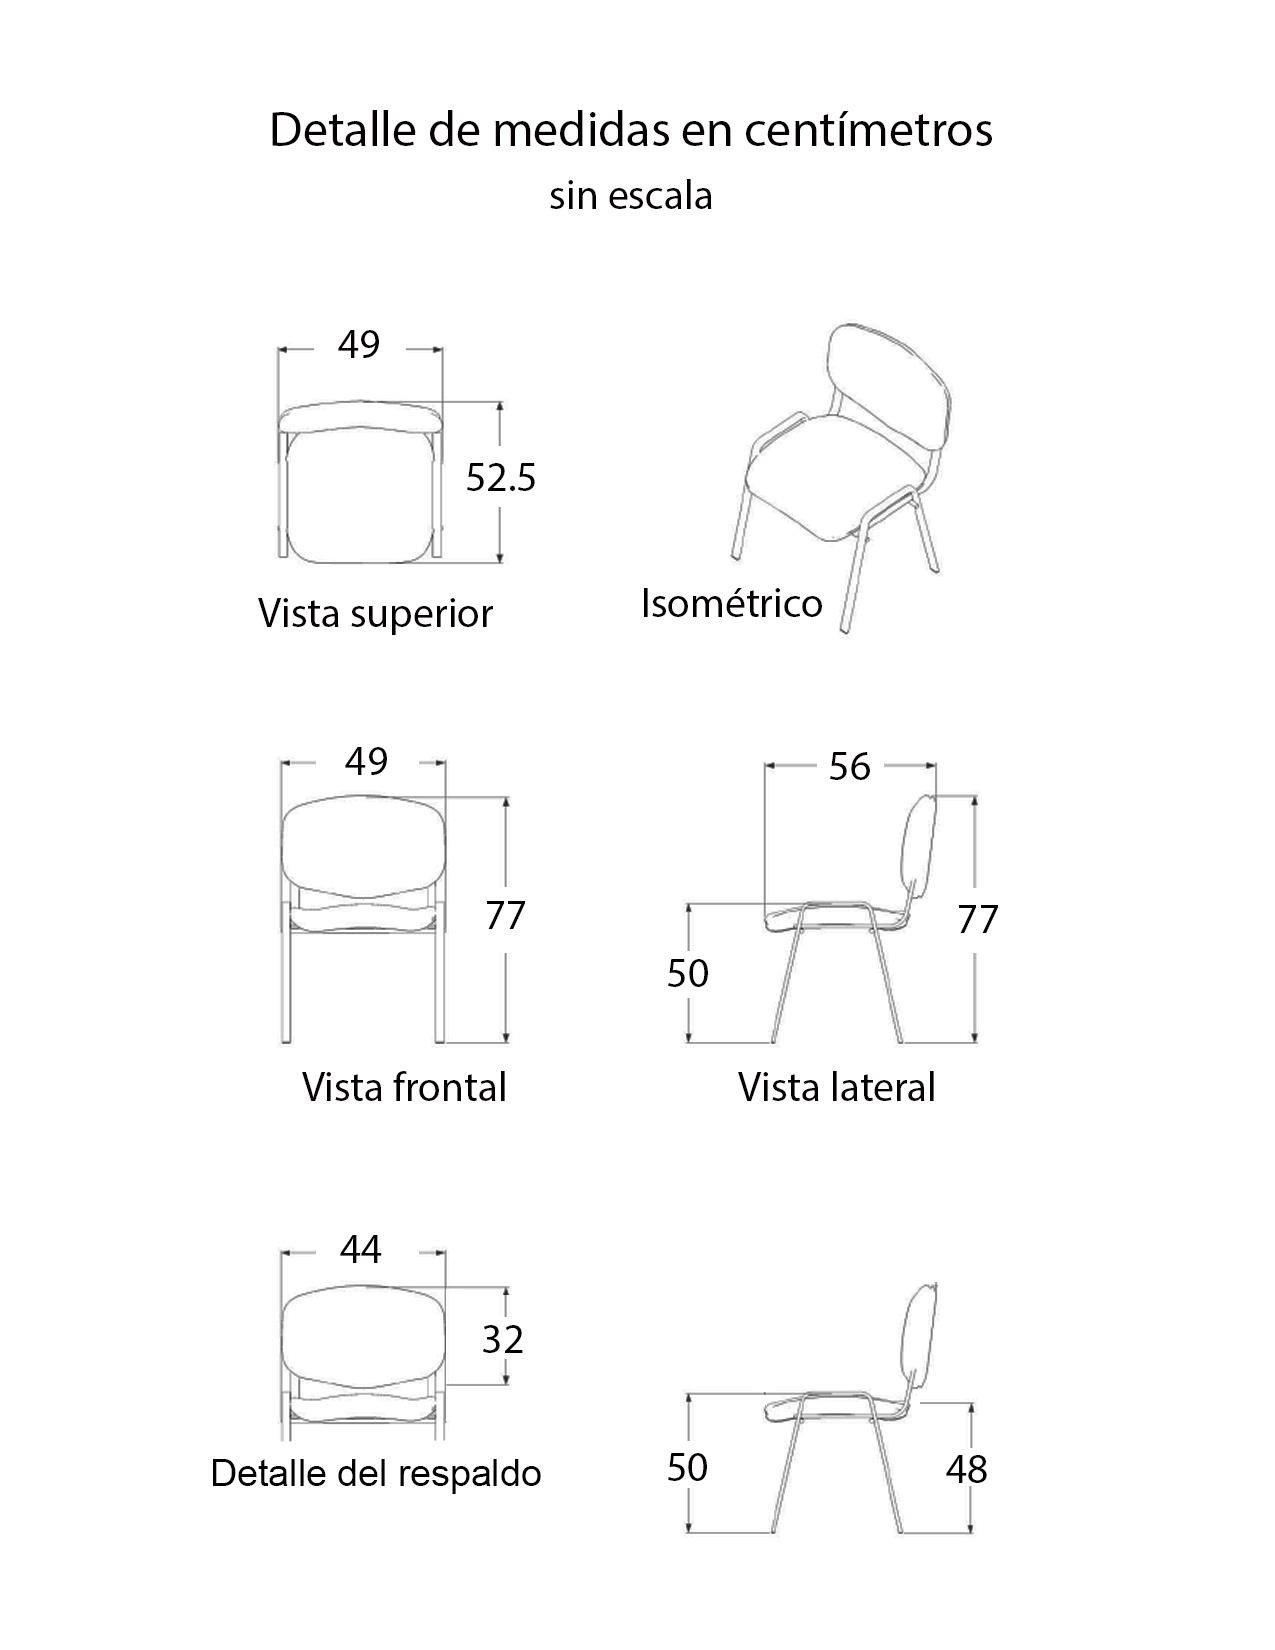 Detalle de medidas en centímetros
sin escala
49
52.5
Vista superior
Isométrico
49
77
Vista frontal
56
77
50
Vista lateral
44
32
Detalle del respaldo
50
48